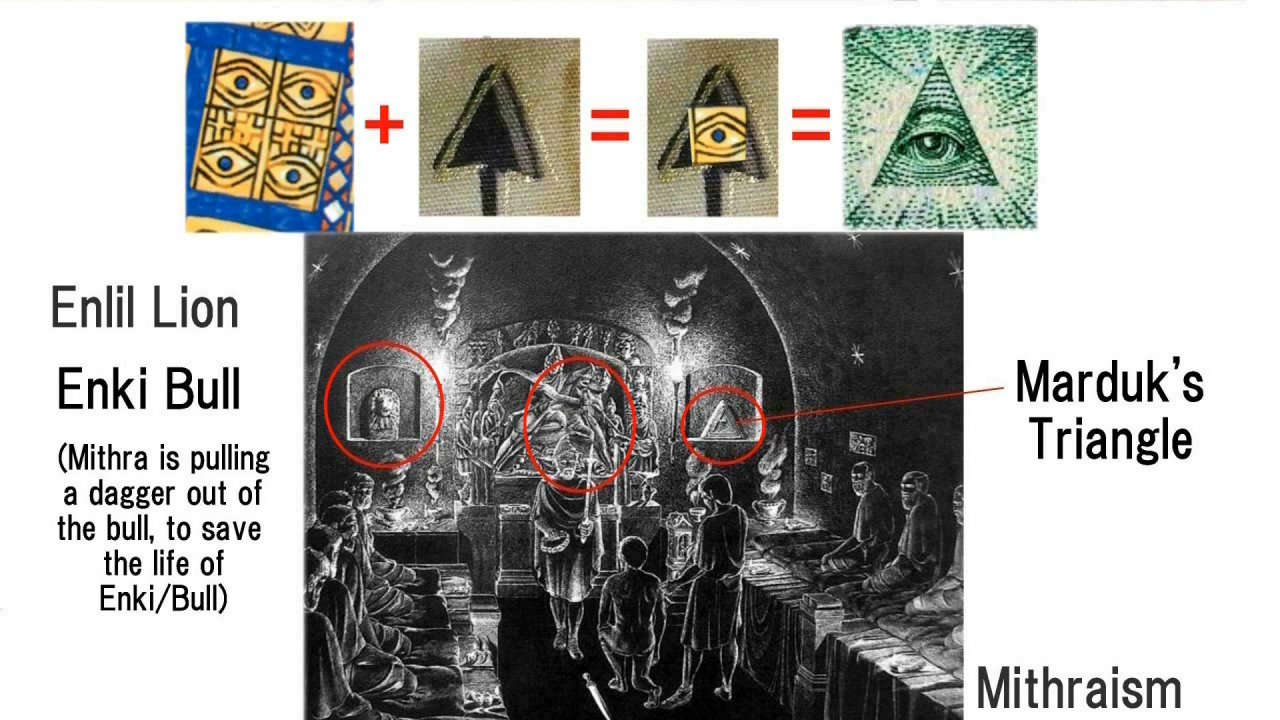 + = =
Enlil Lion
Enki Bull
(Mithra is pulling
a dagger out of
the bull, to save
the life of
Enki/Bull)
Marduk's
Triangle
Mithraism